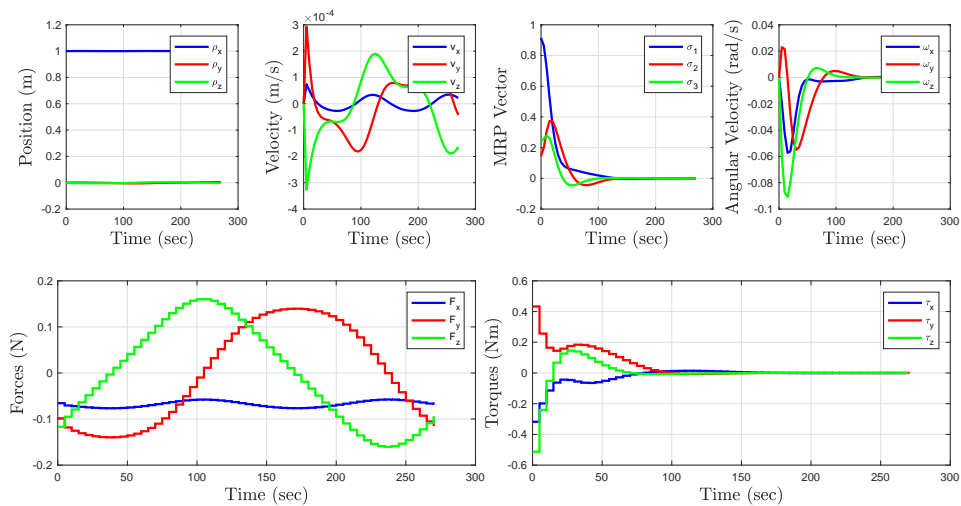 1.2
1
0.8
0.6
0.4
0.2
0
-0.2
0
100
200
300
Position (m)
Time (sec)
ρx
ρy
ρz
×10^-4
3
2
1
0
-1
-2
-3
-4
0
100
200
300
Velocity (m/s)
Time (sec)
vx
vy
vz
1
0.8
0.6
0.4
0.2
0
-0.2
0
100
200
300
MRP Vector
Time (sec)
σ1
σ2
σ3
0.04
0.02
0
-0.02
-0.04
-0.06
-0.08
-0.1
0
100
200
300
Angular Velocity (rad/s)
Time (sec)
ωx
ωy
ωz
0.2
0.1
0
-0.1
-0.2
0
50
100
150
200
250
300
Forces (N)
Time (sec)
Fx
Fy
Fz
0.6
0.4
0.2
0
-0.2
-0.4
-0.6
0
50
100
150
200
250
300
Torques (Nm)
Time (sec)
τx
τy
τz